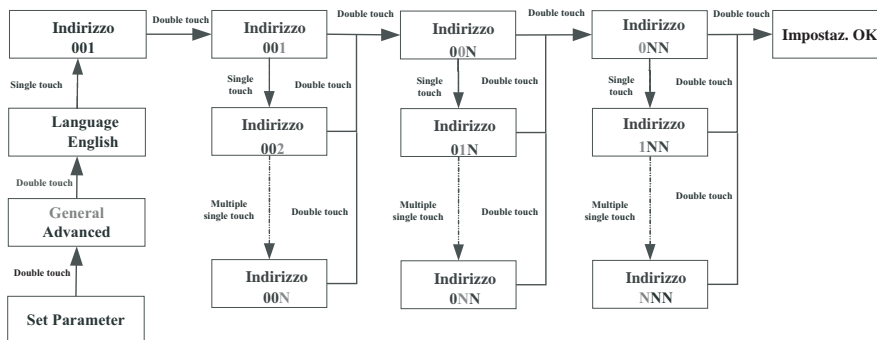 Indirizzo
001
Double touch
Indirizzo
001
Double touch
Indirizzo
00N
Double touch
Indirizzo
0NN
Double touch
Impostaz. OK
Single touch
Single
touch
Double touch
Single
touch
Double touch
Single
touch
Double touch
Language
English
Indirizzo
002
Indirizzo
01N
Indirizzo
1NN
Double touch
Multiple
single touch
Double touch
Multiple
single touch
Double touch
Multiple
single touch
Double touch
General
Advanced
Double touch
Indirizzo
00N
Indirizzo
0NN
Indirizzo
NNN
Set Parameter